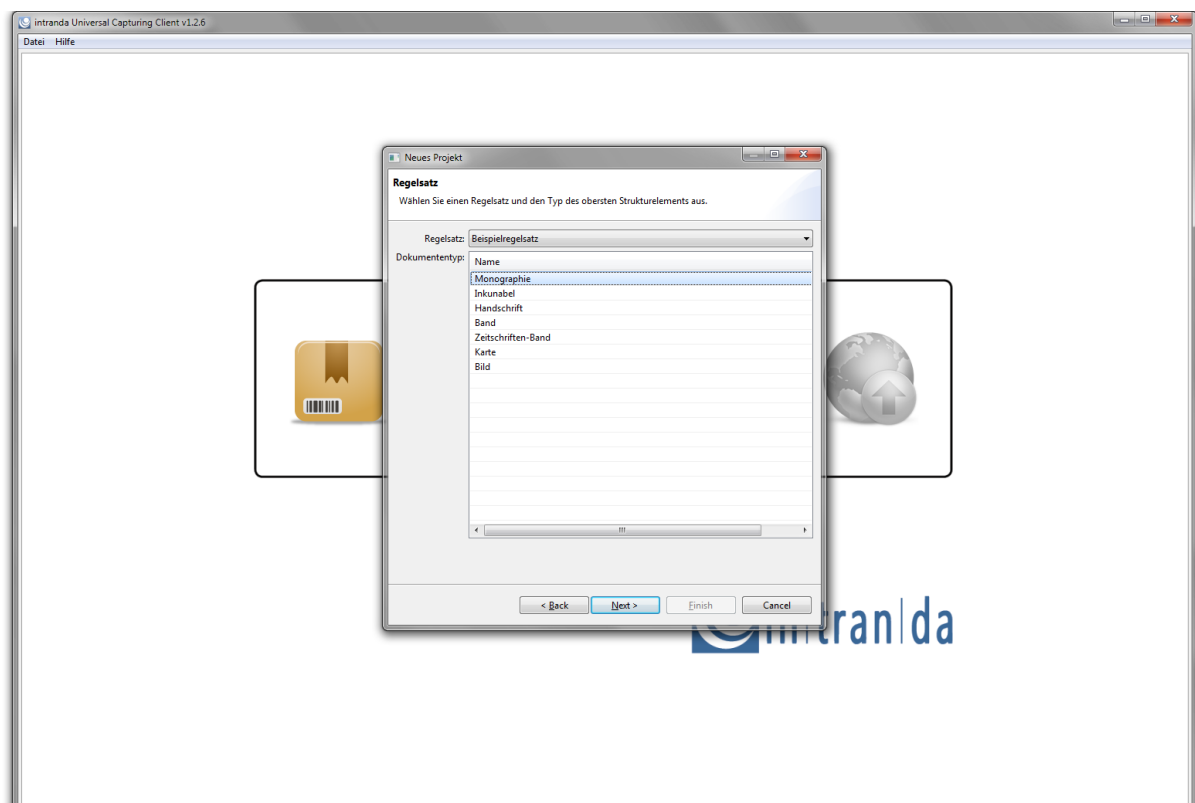 intranda Universal Capturing Client v1.2.6
Datei Hilfe
Neues Projekt
Regelsatz
Wählen Sie einen Regelsatz und den Typ des obersten Strukturelements aus.
Regelsatz: Beispielregelsatz
Dokumententyp: Name
Monographie
Inkunabel
Handschrift
Band
Zeitschriften-Band
Karte
Bild
< Back Next > Finish Cancel
intran|da